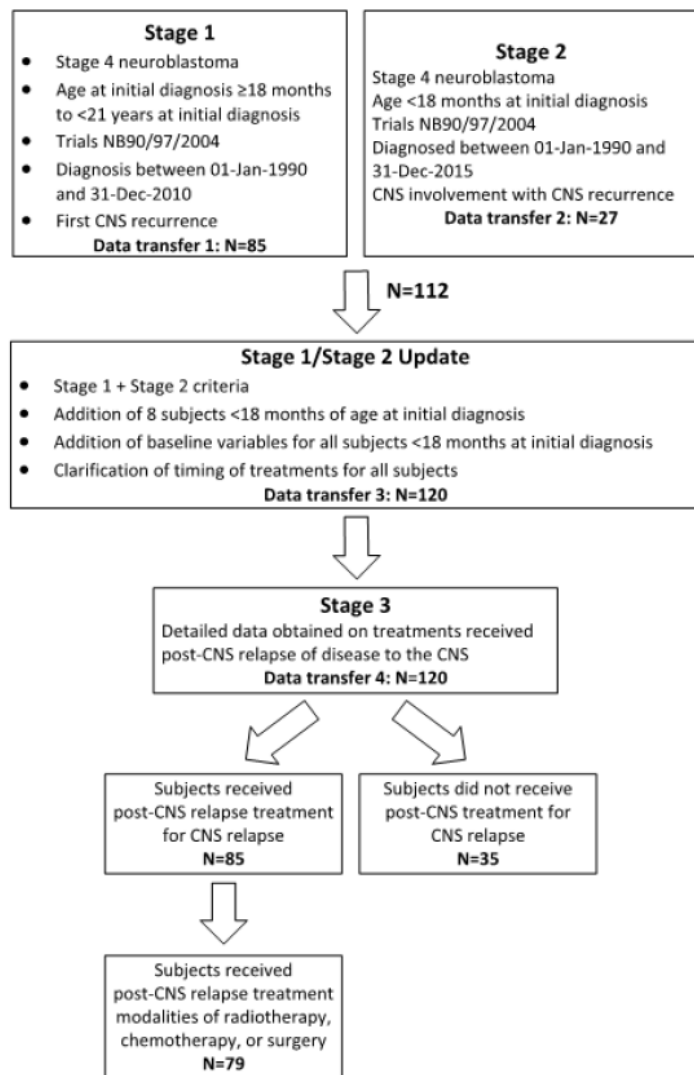 Stage 1
• Stage 4 neuroblastoma
• Age at initial diagnosis ≥18 months
to <21 years at initial diagnosis
• Trials NB90/97/2004
• Diagnosis between 01-Jan-1990
and 31-Dec-2010
• First CNS recurrence
Data transfer 1: N=85
Stage 2
Stage 4 neuroblastoma
Age <18 months at initial diagnosis
Trials NB90/97/2004
Diagnosed between 01-Jan-1990 and
31-Dec-2015
CNS involvement with CNS recurrence
Data transfer 2: N=27
N=112
Stage 1/Stage 2 Update
• Stage 1 + Stage 2 criteria
• Addition of 8 subjects <18 months of age at initial diagnosis
• Addition of baseline variables for all subjects <18 months at initial diagnosis
• Clarification of timing of treatments for all subjects
Data transfer 3: N=120
Stage 3
Detailed data obtained on treatments received
post-CNS relapse of disease to the CNS
Data transfer 4: N=120
Subjects received
post-CNS relapse treatment
for CNS relapse
N=85
Subjects did not receive
post-CNS treatment for
CNS relapse
N=35
Subjects received
post-CNS relapse treatment
modalities of radiotherapy,
chemotherapy, or surgery
N=79